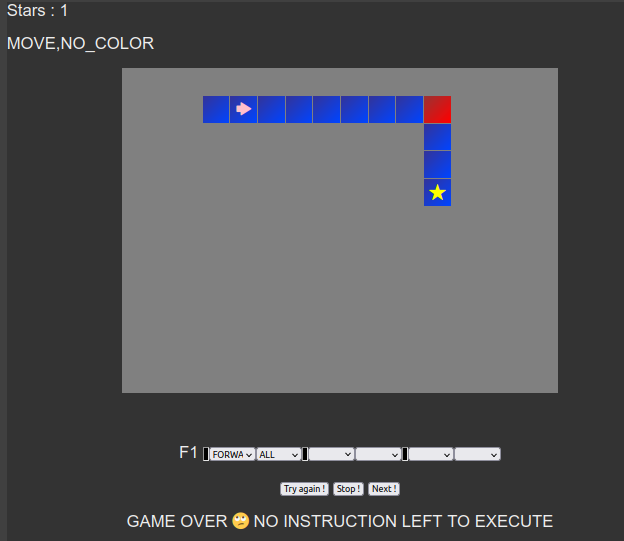 Stars : 1
MOVE,NO_COLOR
F1 FORWA ALL
Try again ! Stop ! Next !
GAME OVER 🙄 NO INSTRUCTION LEFT TO EXECUTE